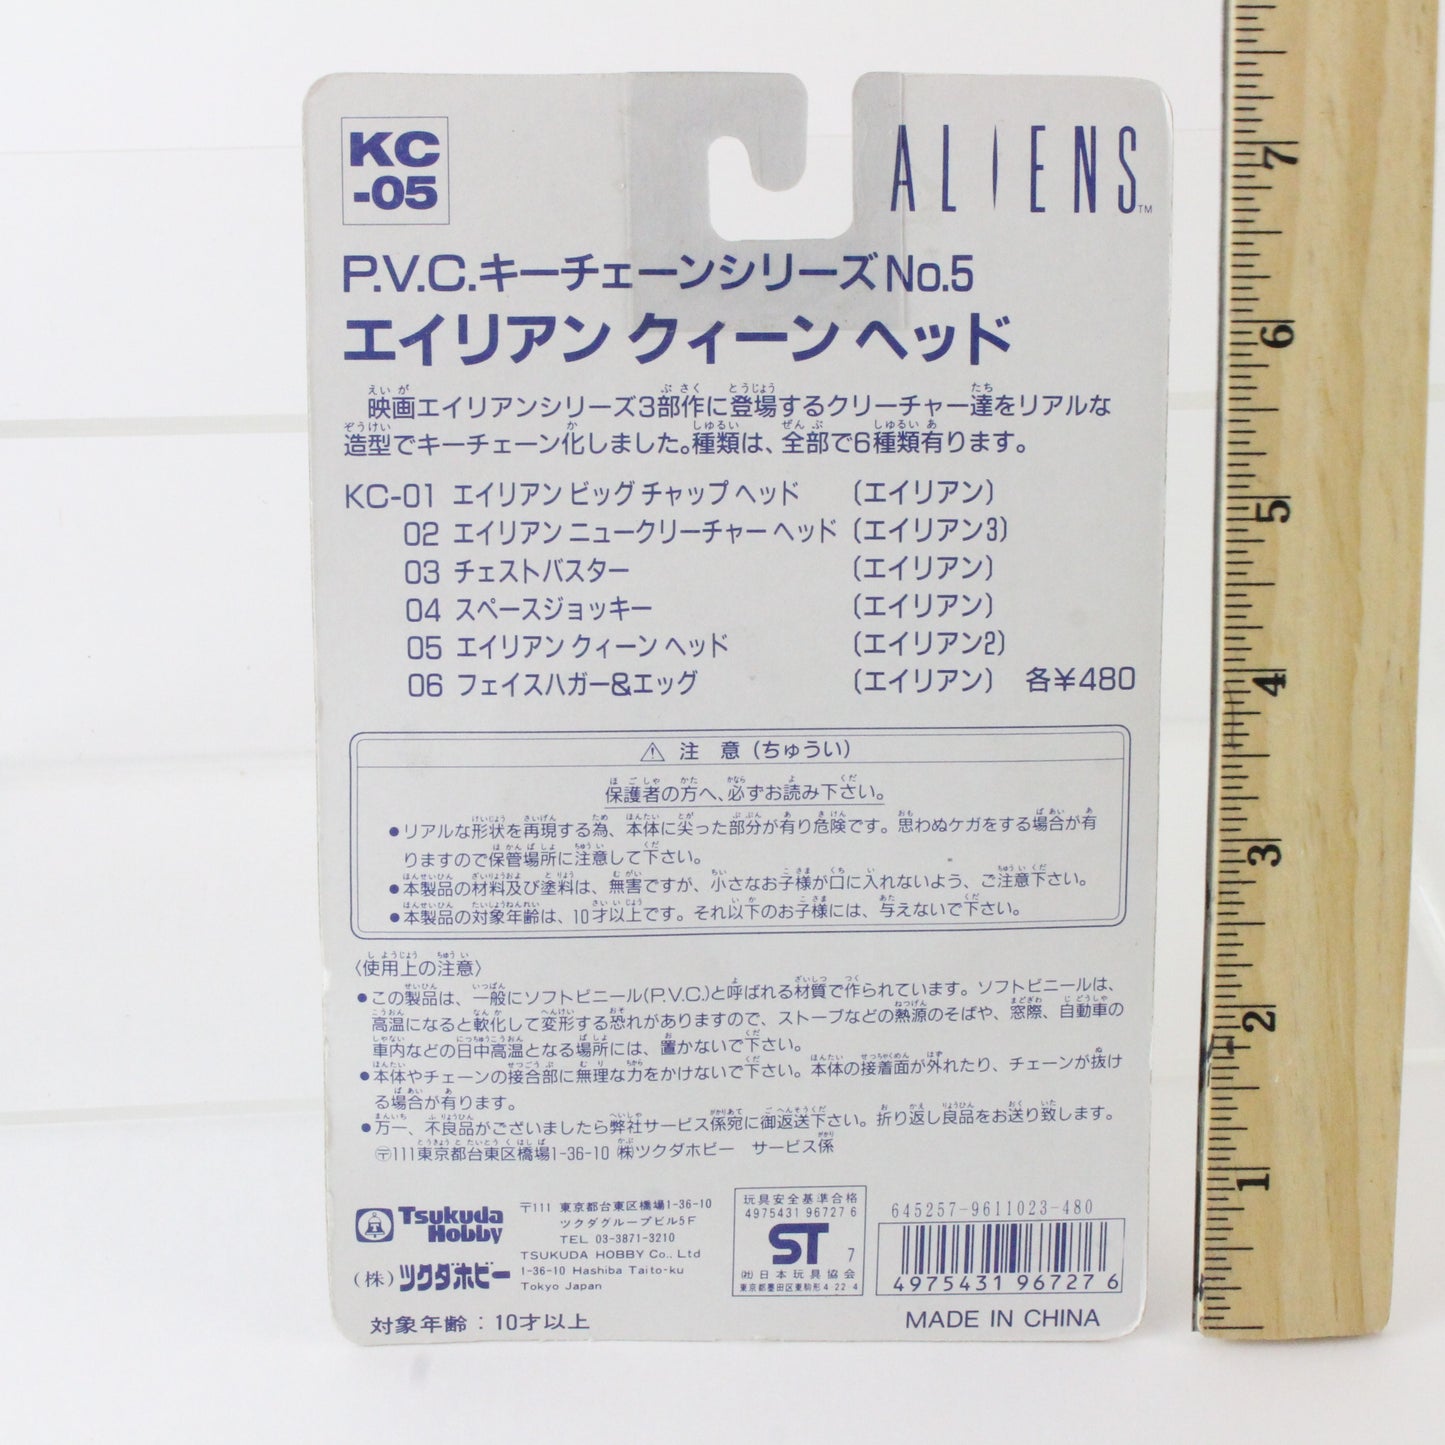 KC
-05
ALIENS™
P.V.C.キーチェーンシリーズNo.5
エイリアン クィーン ヘッド
映画エイリアンシリーズ3部作に登場するクリーチャー達をリアルな
造型でキーチェーン化しました。種類は、全部で6種類有ります。
KC-01 エイリアン ビッグ チャップ ヘッド (エイリアン)
02 エイリアン ニュークリーチャー ヘッド (エイリアン3)
03 チェストバスター (エイリアン)
04 スペースジョッキー (エイリアン)
05 エイリアン クィーン ヘッド (エイリアン2)
06 フェイスハガー&エッグ (エイリアン) 各¥480
⚠ 注 意 (ちゅうい)
保護者の方へ、必ずお読み下さい。
●リアルな形状を再現する為、本体に尖った部分が有り危険です。思わぬケガをする場合が有
りますので保管場所に注意して下さい。
●本製品の材料及び塗料は、無害ですが、小さなお子様が口に入れないよう、ご注意下さい。
●本製品の対象年齢は、10才以上です。それ以下のお子様には、与えないで下さい。
〈使用上の注意〉
●この製品は、一般にソフトビニール(P.V.C.)と呼ばれる材質で作られています。ソフトビニールは、
高温になると軟化して変形する恐れがありますので、ストーブなどの熱源のそばや、窓際、自動車の
車内などの日中高温となる場所には、置かないで下さい。
●本体やチェーンの接合部に無理な力をかけないで下さい。本体の接着面が外れたり、チェーンが抜け
る場合が有ります。
●万一、不良品がございましたら弊社サービス係宛に御返送下さい。折り返し良品をお送り致します。
〒111東京都台東区橋場1-36-10 ㈱ツクダホビー サービス係
Tsukuda
Hobby
(株)ツクダホビー
〒111 東京都台東区橋場1-36-10
ツクダグループビル5F
TEL 03-3871-3210
TSUKUDA HOBBY Co., Ltd
1-36-10 Hashiba Taito-ku
Tokyo Japan
玩具安全基準合格
4975431 96727 6
ST 7
㈳日本玩具協会
東京都墨田区東駒形4-22-4
645257-9611023-480
4975431967276
対象年齢：10才以上
MADE IN CHINA
7
6
5
4
3
2
1